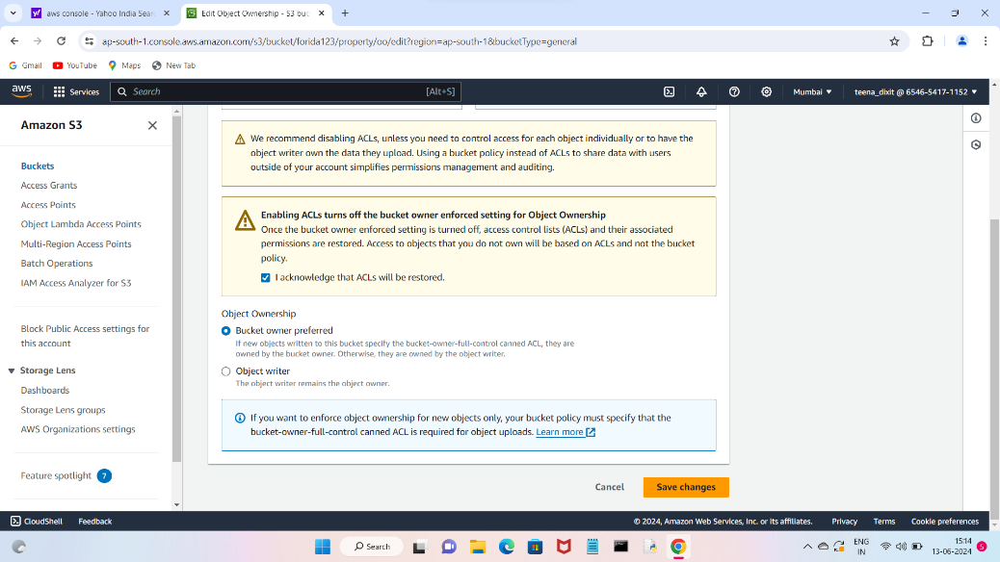 aws console - Yahoo India Sear
Edit Object Ownership - S3 buc
ap-south-1.console.aws.amazon.com/s3/bucket/forida123/property/oo/edit?region=ap-south-1&bucketType=general
Gmail
YouTube
Maps
New Tab
aws
Services
Search
[Alt+S]
Mumbai
teena_dixit @ 6546-5417-1152
Amazon S3
Buckets
Access Grants
Access Points
Object Lambda Access Points
Multi-Region Access Points
Batch Operations
IAM Access Analyzer for S3
Block Public Access settings for
this account
Storage Lens
Dashboards
Storage Lens groups
AWS Organizations settings
Feature spotlight 7
We recommend disabling ACLs, unless you need to control access for each object individually or to have the
object writer own the data they upload. Using a bucket policy instead of ACLs to share data with users
outside of your account simplifies permissions management and auditing.
Enabling ACLs turns off the bucket owner enforced setting for Object Ownership
Once the bucket owner enforced setting is turned off, access control lists (ACLs) and their associated
permissions are restored. Access to objects that you do not own will be based on ACLs and not the bucket
policy.
I acknowledge that ACLs will be restored.
Object Ownership
Bucket owner preferred
If new objects written to this bucket specify the bucket-owner-full-control canned ACL, they are
owned by the bucket owner. Otherwise, they are owned by the object writer.
Object writer
The object writer remains the object owner.
If you want to enforce object ownership for new objects only, your bucket policy must specify that the
bucket-owner-full-control canned ACL is required for object uploads. Learn more
Cancel
Save changes
CloudShell
Feedback
© 2024, Amazon Web Services, Inc. or its affiliates.
Privacy
Terms
Cookie preferences
Search
ENG
IN
15:14
13-06-2024
5